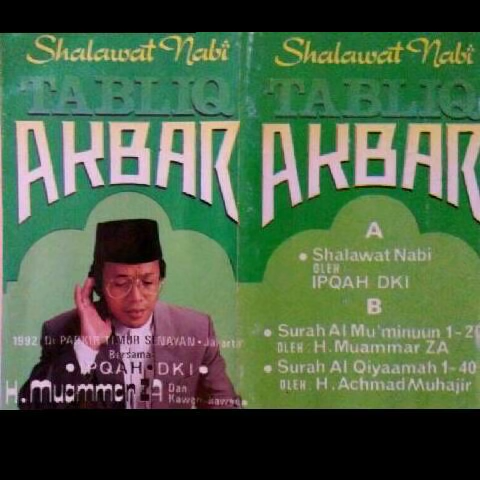 Shalawat Nabi
TABLIQ
AKBAR
1992 Di PARKIR TIMUR SENAYAN - Jakarta
Bersama
• IPQAH DKI •
H. Muammar ZA Dan
Kawan-kawan
Shalawat Nabi
TABLIQ
AKBAR
A
• Shalawat Nabi
OLEH
IPQAH DKI
B
• Surah Al Mu'minuun 1-20
OLEH : H. Muammar ZA
• Surah Al Qiyaamah 1-40
OLEH : H. Achmad Muhajir